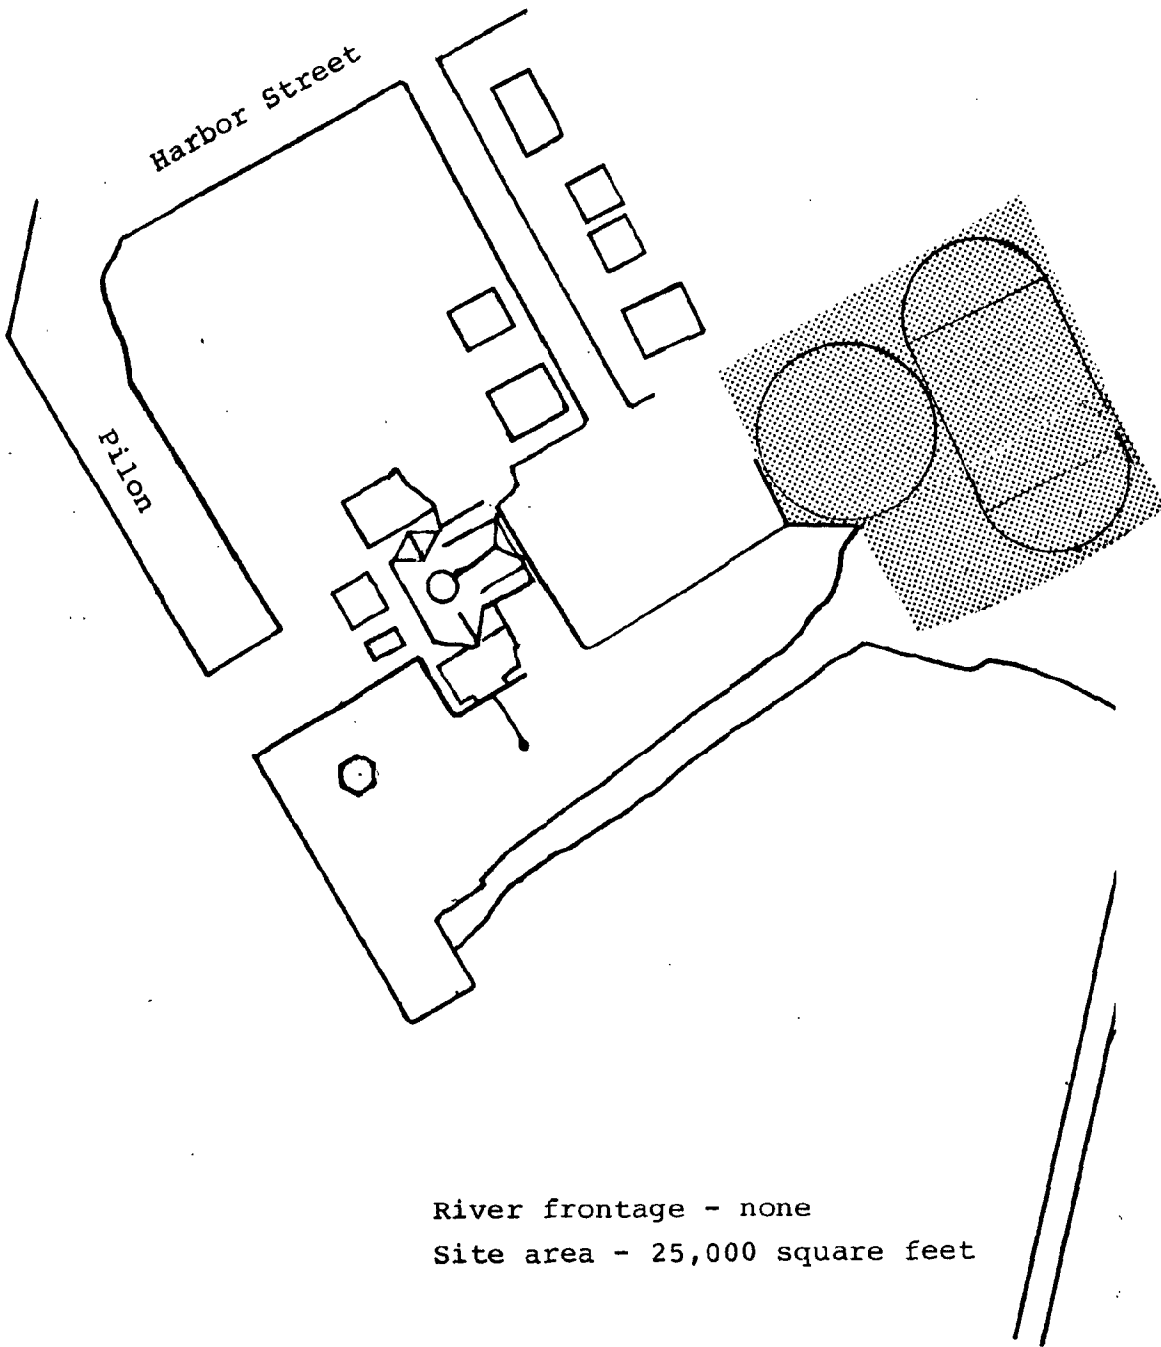 Harbor Street
Pilon
River frontage - none
Site area - 25,000 square feet